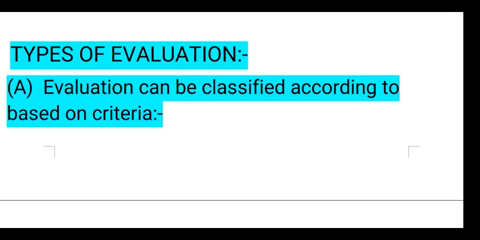 TYPES OF EVALUATION:-
(A)  Evaluation can be classified according to
based on criteria:-